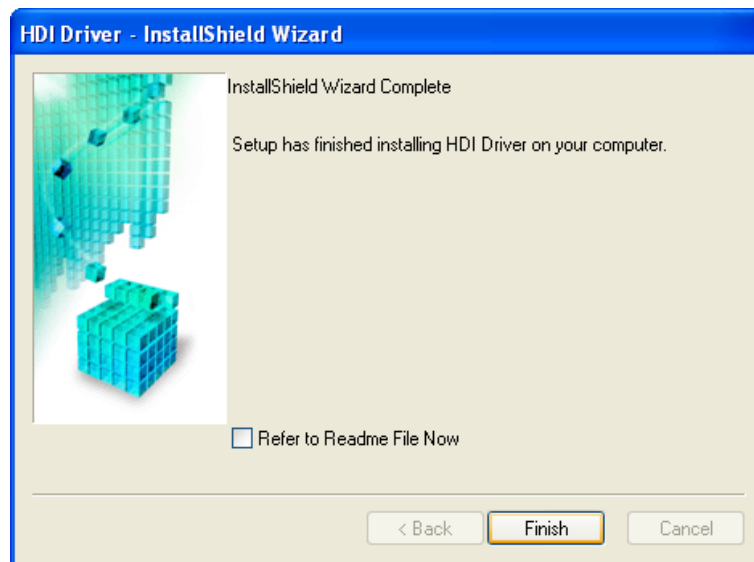 HDI Driver - InstallShield Wizard
InstallShield Wizard Complete
Setup has finished installing HDI Driver on your computer.
Refer to Readme File Now
< Back
Finish
Cancel